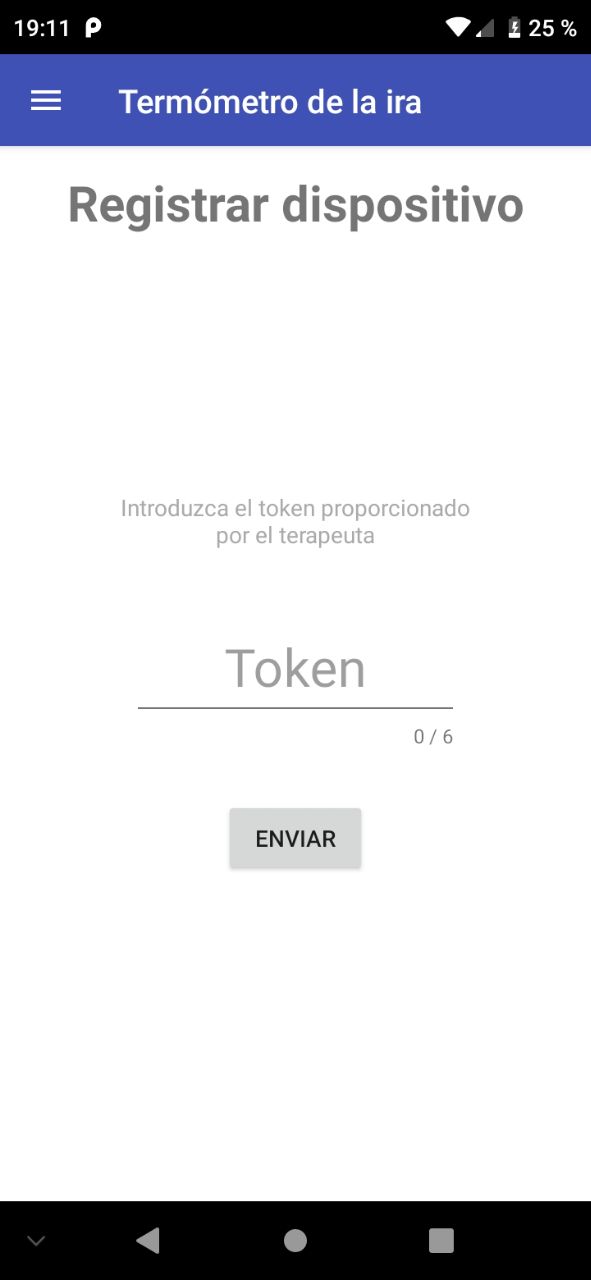 19:11 25 %
Termómetro de la ira
Registrar dispositivo
Introduzca el token proporcionado
por el terapeuta
Token
0 / 6
ENVIAR